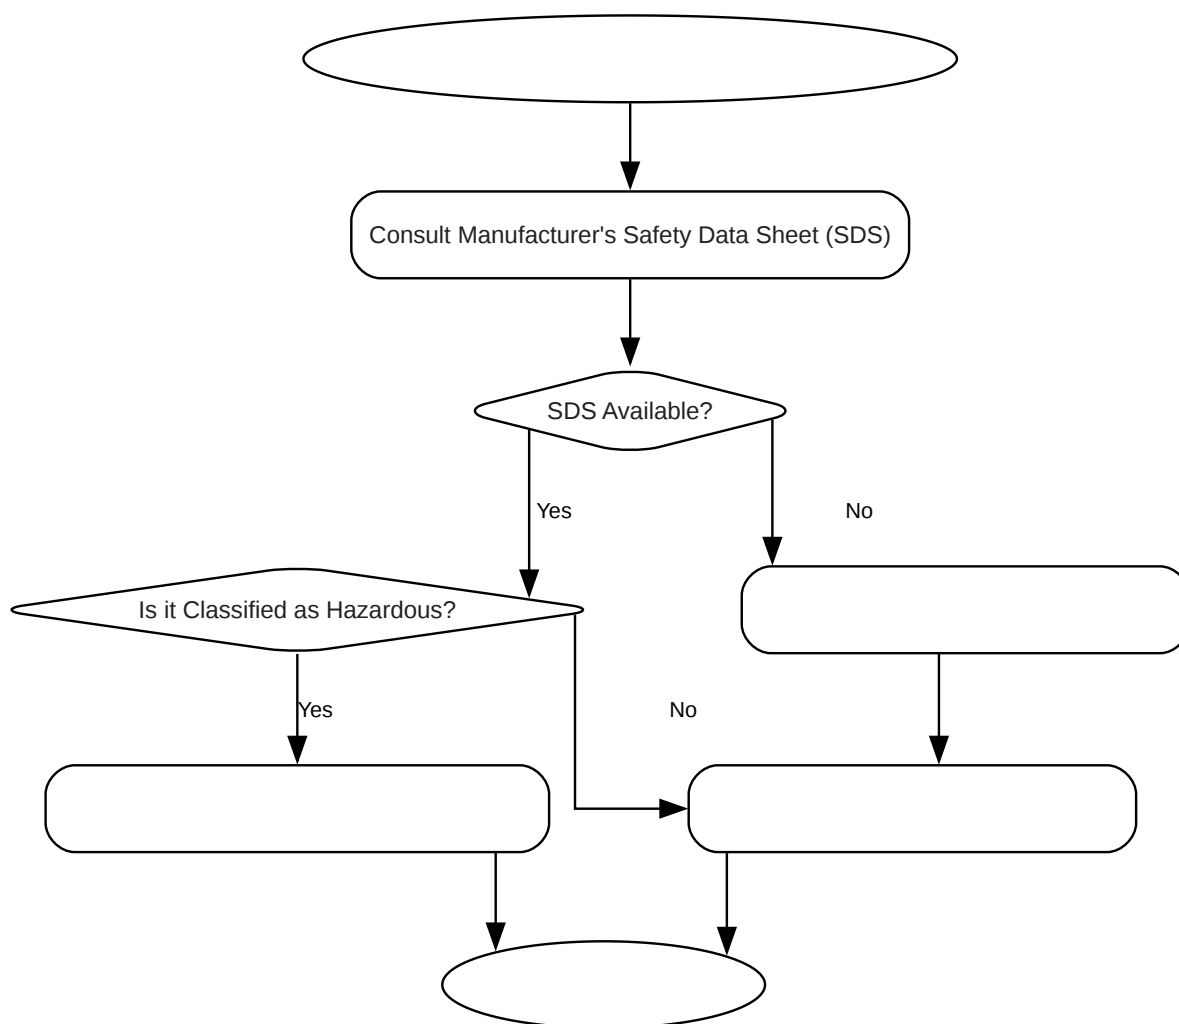 Consult Manufacturer's Safety Data Sheet (SDS)
SDS Available?
Yes
No
Is it Classified as Hazardous?
Yes
No